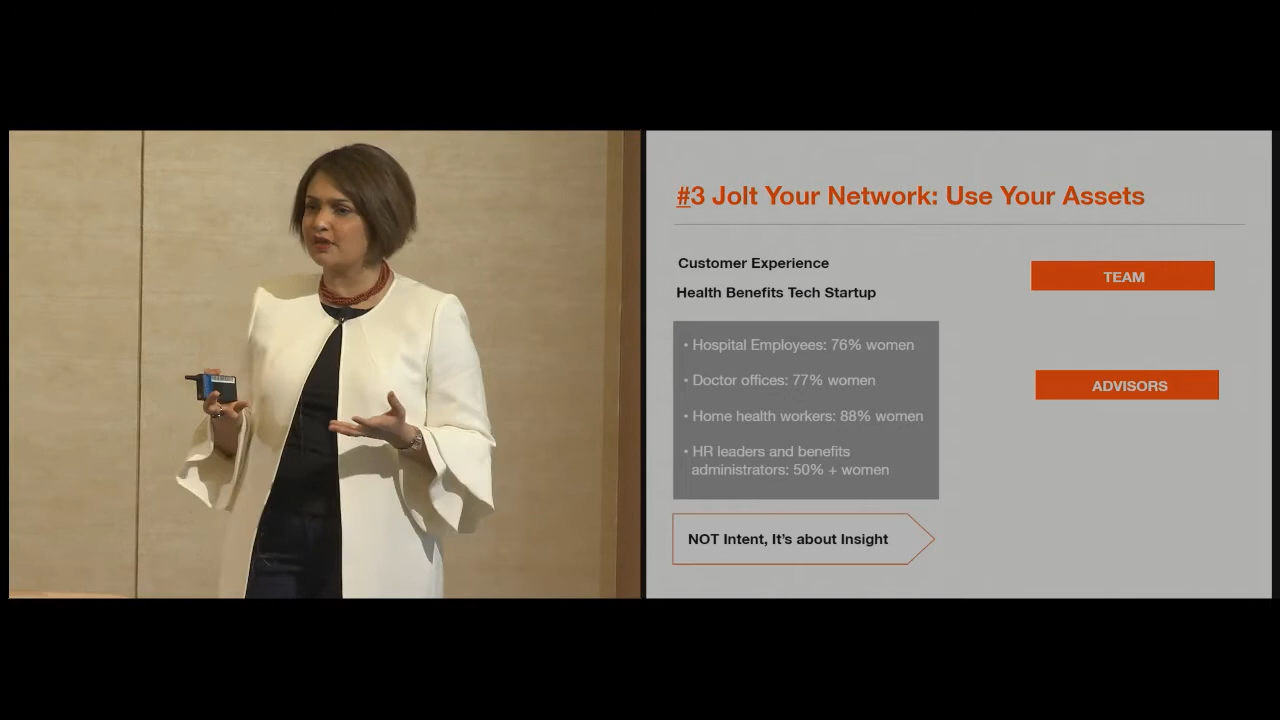 #3 Jolt Your Network: Use Your Assets
Customer Experience
Health Benefits Tech Startup
• Hospital Employees: 76% women
• Doctor offices: 77% women
• Home health workers: 88% women
• HR leaders and benefits
administrators: 50% + women
NOT Intent, It's about Insight
TEAM
ADVISORS